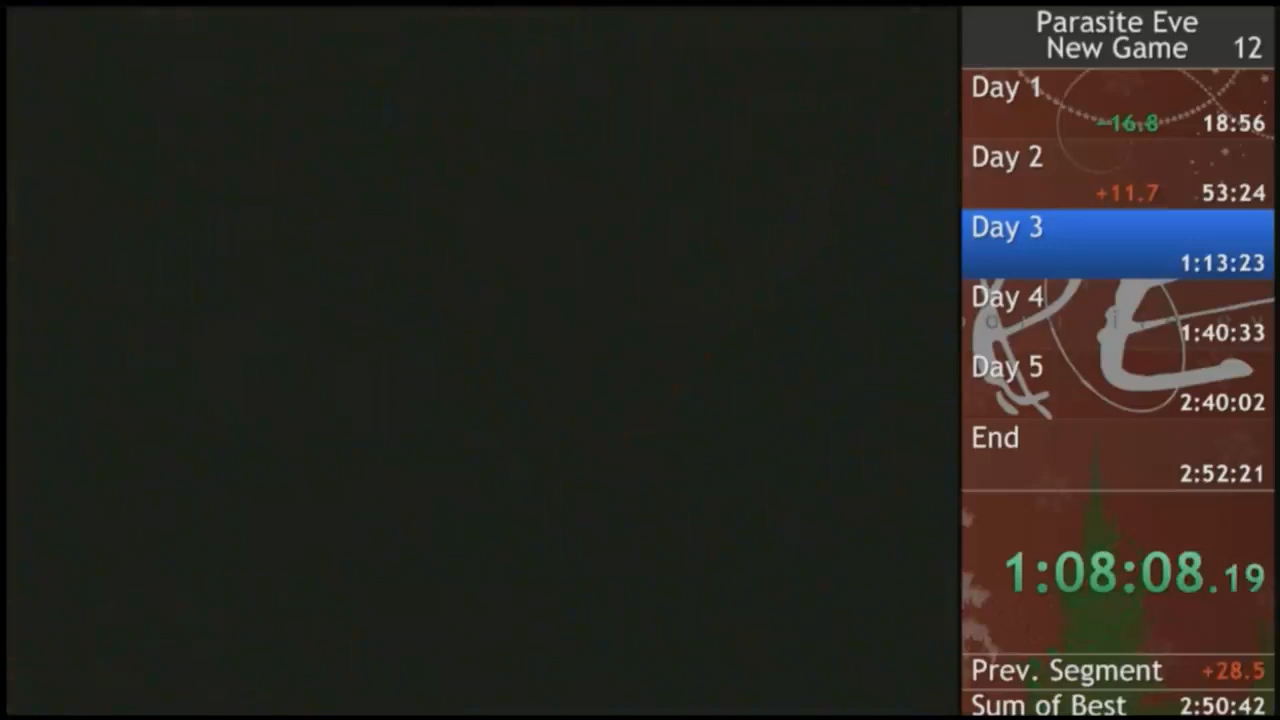 Parasite Eve
New Game 12
Day 1
-16.8 18:56
Day 2
+11.7 53:24
Day 3
1:13:23
Day 4
1:40:33
Day 5
2:40:02
End
2:52:21
1:08:08.19
Prev. Segment +28.5
Sum of Best 2:50:42